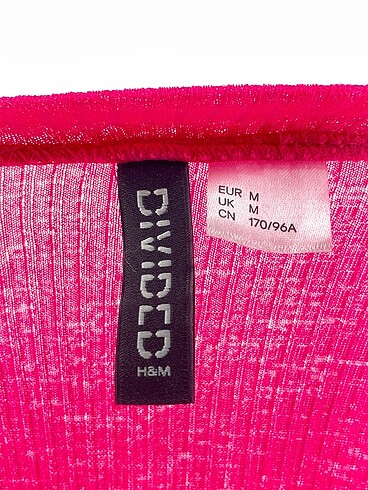 DIVIDED
H&M
EUR M
UK M
CN 170/96A